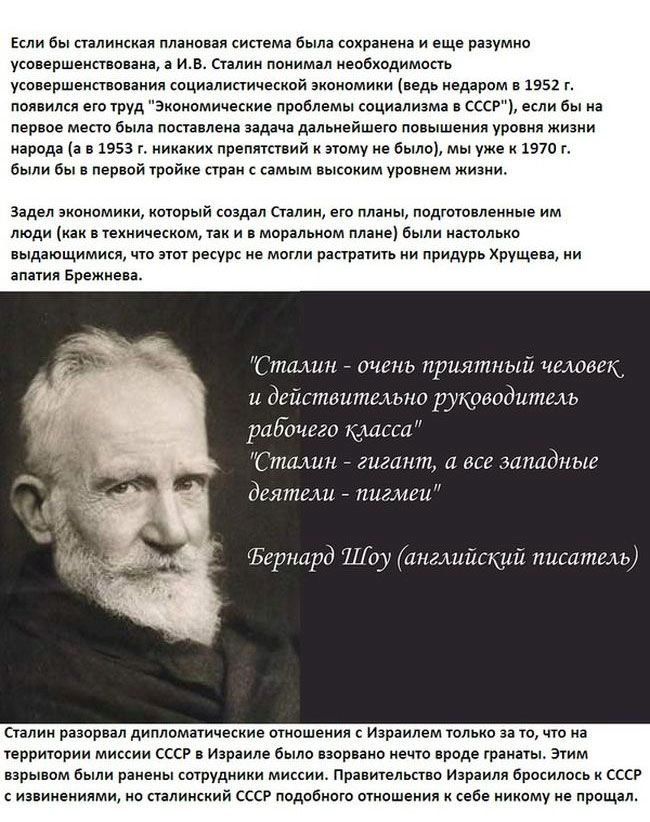 Если бы сталинская плановая система была сохранена и еще разумно
усовершенствована, а И.В. Сталин понимал необходимость
усовершенствования социалистической экономики (ведь недаром в 1952 г.
появился его труд "Экономические проблемы социализма в СССР"), если бы на
первое место была поставлена задача дальнейшего повышения уровня жизни
народа (а в 1953 г. никаких препятствий к этому не было), мы уже к 1970 г.
были бы в первой тройке стран с самым высоким уровнем жизни.
Задел экономики, который создал Сталин, его планы, подготовленные им
люди (как в техническом, так и в моральном плане) были настолько
выдающимися, что этот ресурс не могли растратить ни придурь Хрущева, ни
апатия Брежнева.
"Сталин - очень приятный человек
и действительно руководитель
рабочего класса"
"Сталин - гигант, а все западные
деятели - пигмеи"
Бернард Шоу (английский писатель)
Сталин разорвал дипломатические отношения с Израилем только за то, что на
территории миссии СССР в Израиле было взорвано нечто вроде гранаты. Этим
взрывом были ранены сотрудники миссии. Правительство Израиля бросилось к СССР
с извинениями, но сталинский СССР подобного отношения к себе никому не прощал.